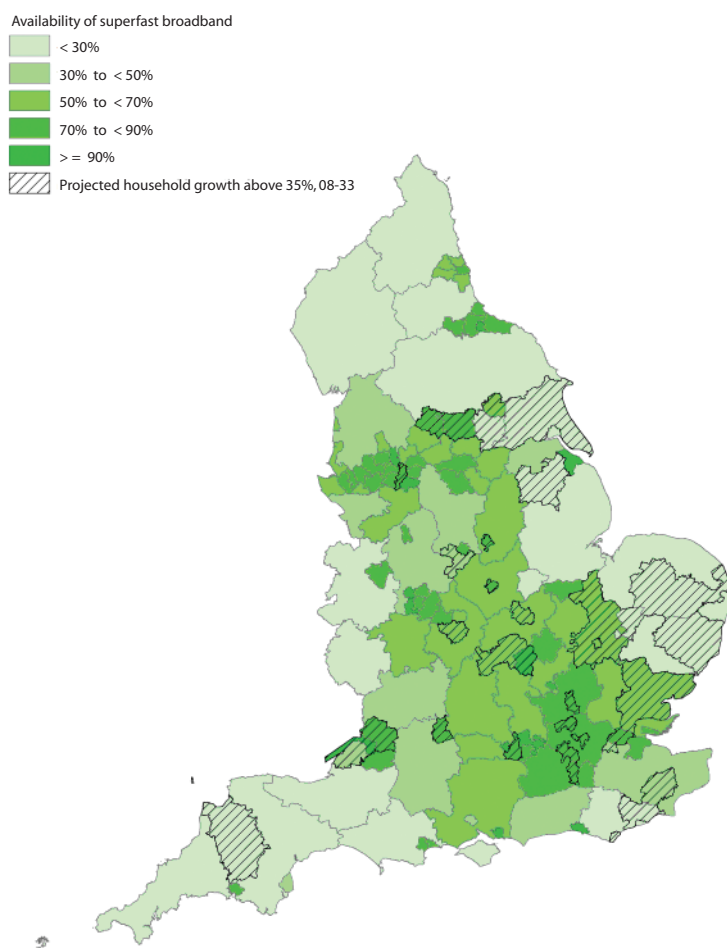 Availability of superfast broadband
< 30%
30% to < 50%
50% to < 70%
70% to < 90%
> = 90%
Projected household growth above 35%, 08-33